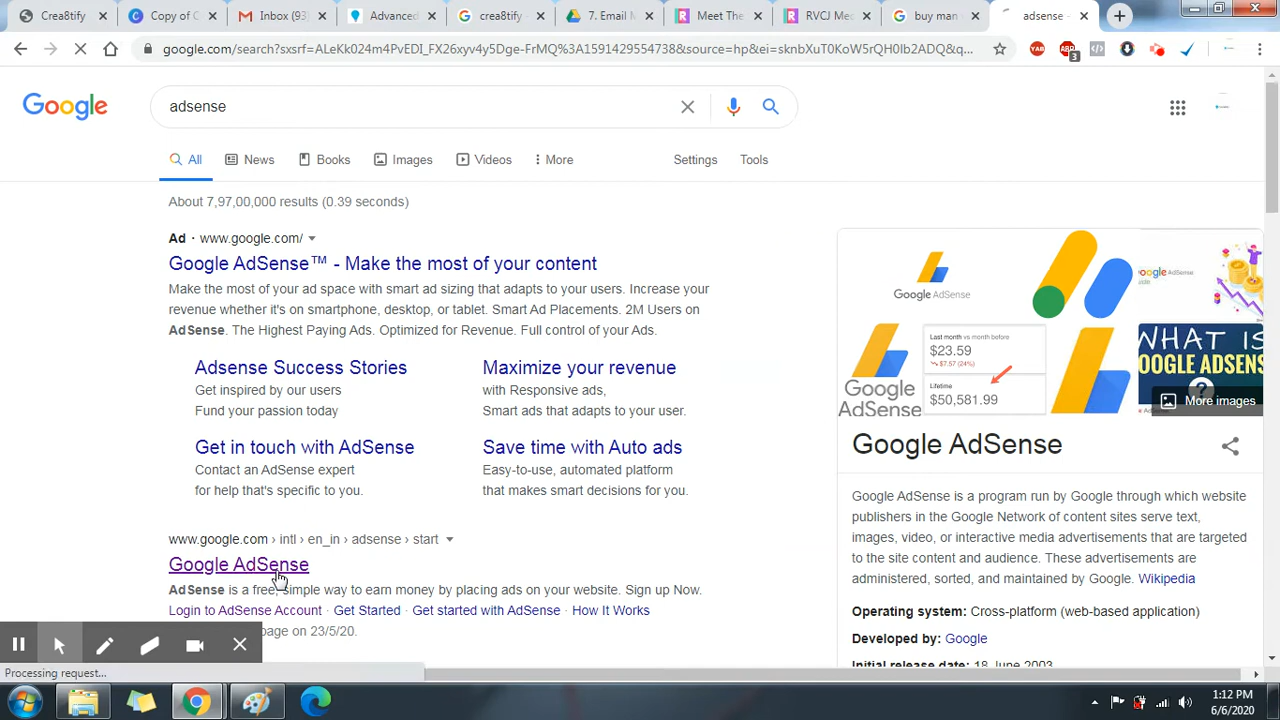 Crea8tify
Copy of C
Inbox (93)
Advanced
crea8tify
7. Email M
Meet The
RVCJ Me
buy man
adsense -
google.com/search?sxsrf=ALeKk024m4PvEDI_FX26xyv4y5Dge-FrMQ%3A1591429554738&source=hp&ei=sknbXuT0KoW5rQH0Ib2ADQ&q...
YAB
ABP
3
Google
adsense
All
News
Books
Images
Videos
More
Settings
Tools
About 7,97,00,000 results (0.39 seconds)
Ad · www.google.com/
Google AdSense™ - Make the most of your content
Make the most of your ad space with smart ad sizing that adapts to your users. Increase your
revenue whether it's on smartphone, desktop, or tablet. Smart Ad Placements. 2M Users on
AdSense. The Highest Paying Ads. Optimized for Revenue. Full control of your Ads.
Adsense Success Stories
Get inspired by our users
Fund your passion today
Maximize your revenue
with Responsive ads,
Smart ads that adapts to your user.
Get in touch with AdSense
Contact an AdSense expert
for help that's specific to you.
Save time with Auto ads
Easy-to-use, automated platform
that makes smart decisions for you.
www.google.com › intl › en_in › adsense › start
Google AdSense
AdSense is a free, simple way to earn money by placing ads on your website. Sign up Now.
Login to AdSense Account · Get Started · Get started with AdSense · How It Works
page on 23/5/20.
Google AdSense
Last month vs month before
$23.59
$7.57 (24%)
Lifetime
$50,581.99
Google
AdSense
oogle AdSense
WHAT IS
OOGLE ADSENS
?
More images
Google AdSense
Google AdSense is a program run by Google through which website
publishers in the Google Network of content sites serve text,
images, video, or interactive media advertisements that are targeted
to the site content and audience. These advertisements are
administered, sorted, and maintained by Google. Wikipedia
Operating system: Cross-platform (web-based application)
Developed by: Google
Initial release date: 18 June 2003
Processing request...
1:12 PM
6/6/2020